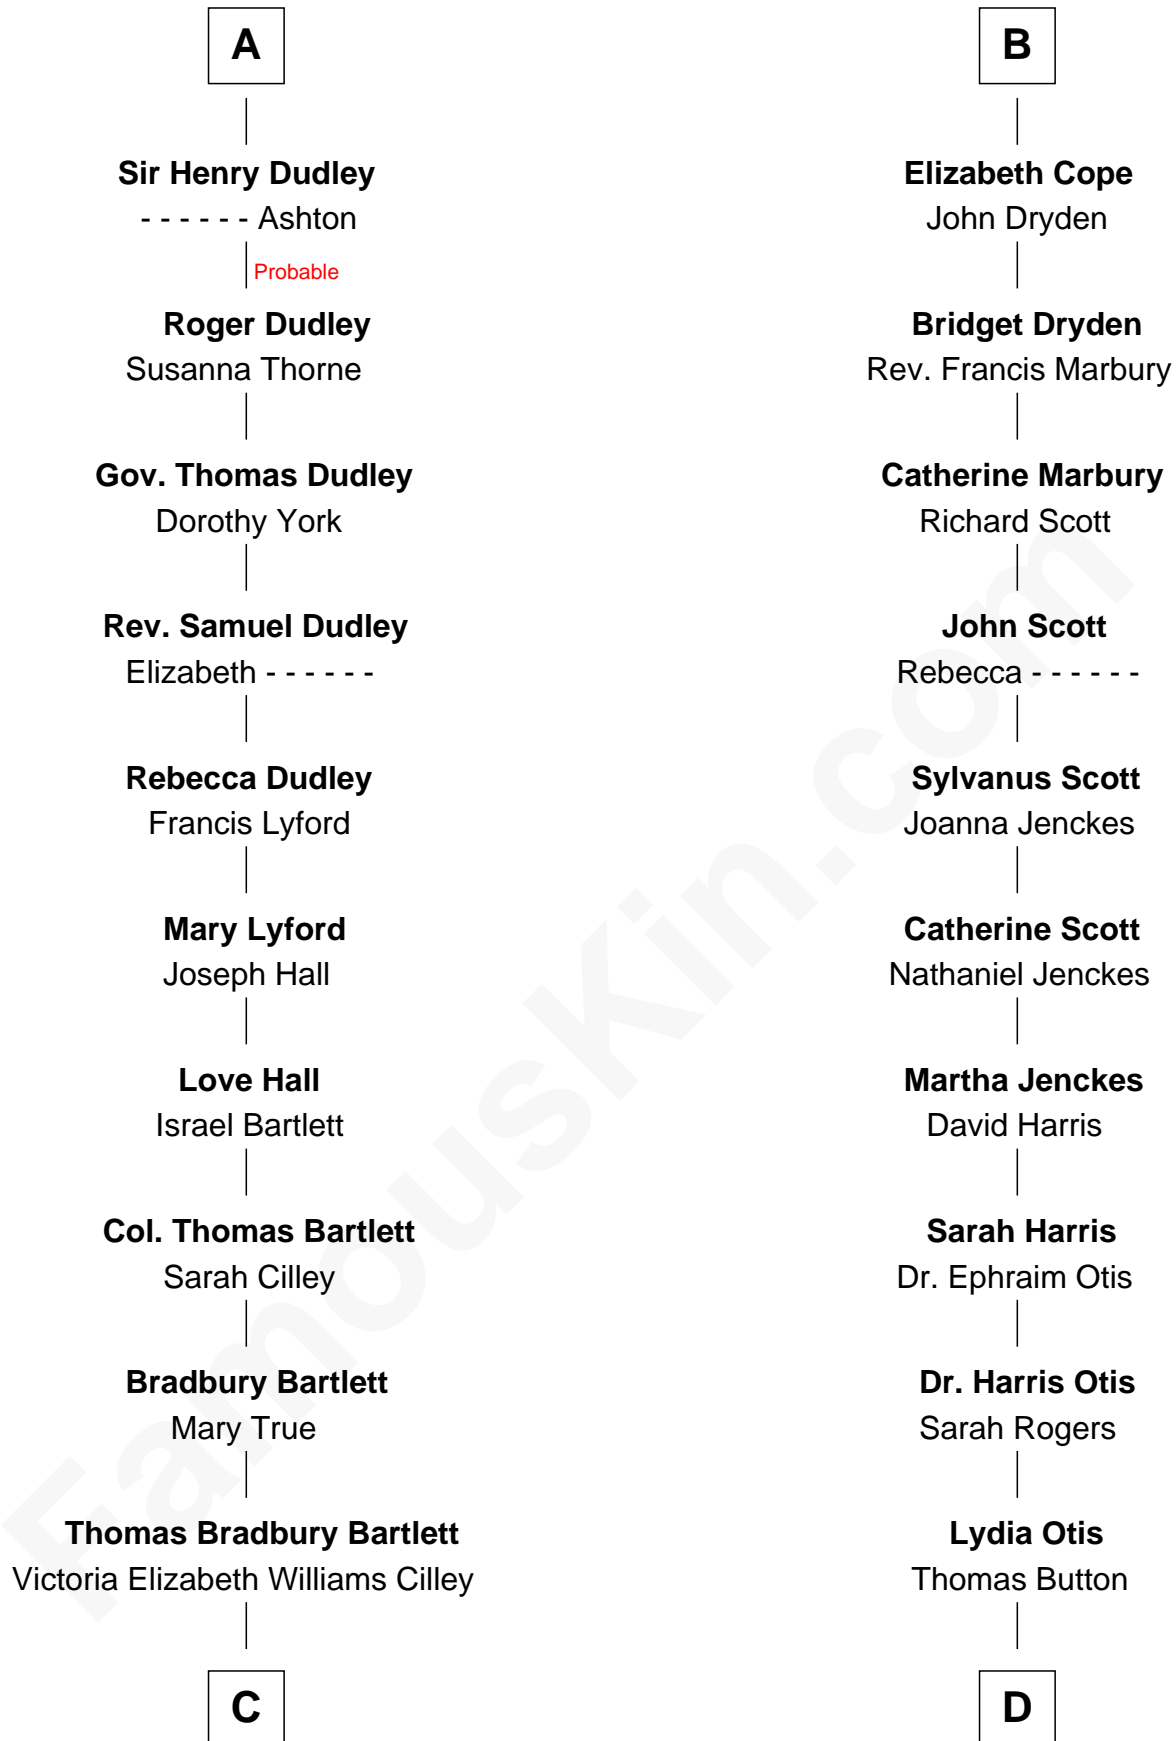 A
Sir Henry Dudley
- - - - - - Ashton
Probable
Roger Dudley
Susanna Thorne
Gov. Thomas Dudley
Dorothy York
Rev. Samuel Dudley
Elizabeth - - - - - -
Rebecca Dudley
Francis Lyford
Mary Lyford
Joseph Hall
Love Hall
Israel Bartlett
Col. Thomas Bartlett
Sarah Cilley
Bradbury Bartlett
Mary True
Thomas Bradbury Bartlett
Victoria Elizabeth Williams Cilley
C
B
Elizabeth Cope
John Dryden
Bridget Dryden
Rev. Francis Marbury
Catherine Marbury
Richard Scott
John Scott
Rebecca - - - - - -
Sylvanus Scott
Joanna Jenckes
Catherine Scott
Nathaniel Jenckes
Martha Jenckes
David Harris
Sarah Harris
Dr. Ephraim Otis
Dr. Harris Otis
Sarah Rogers
Lydia Otis
Thomas Button
D
FamousKin.com